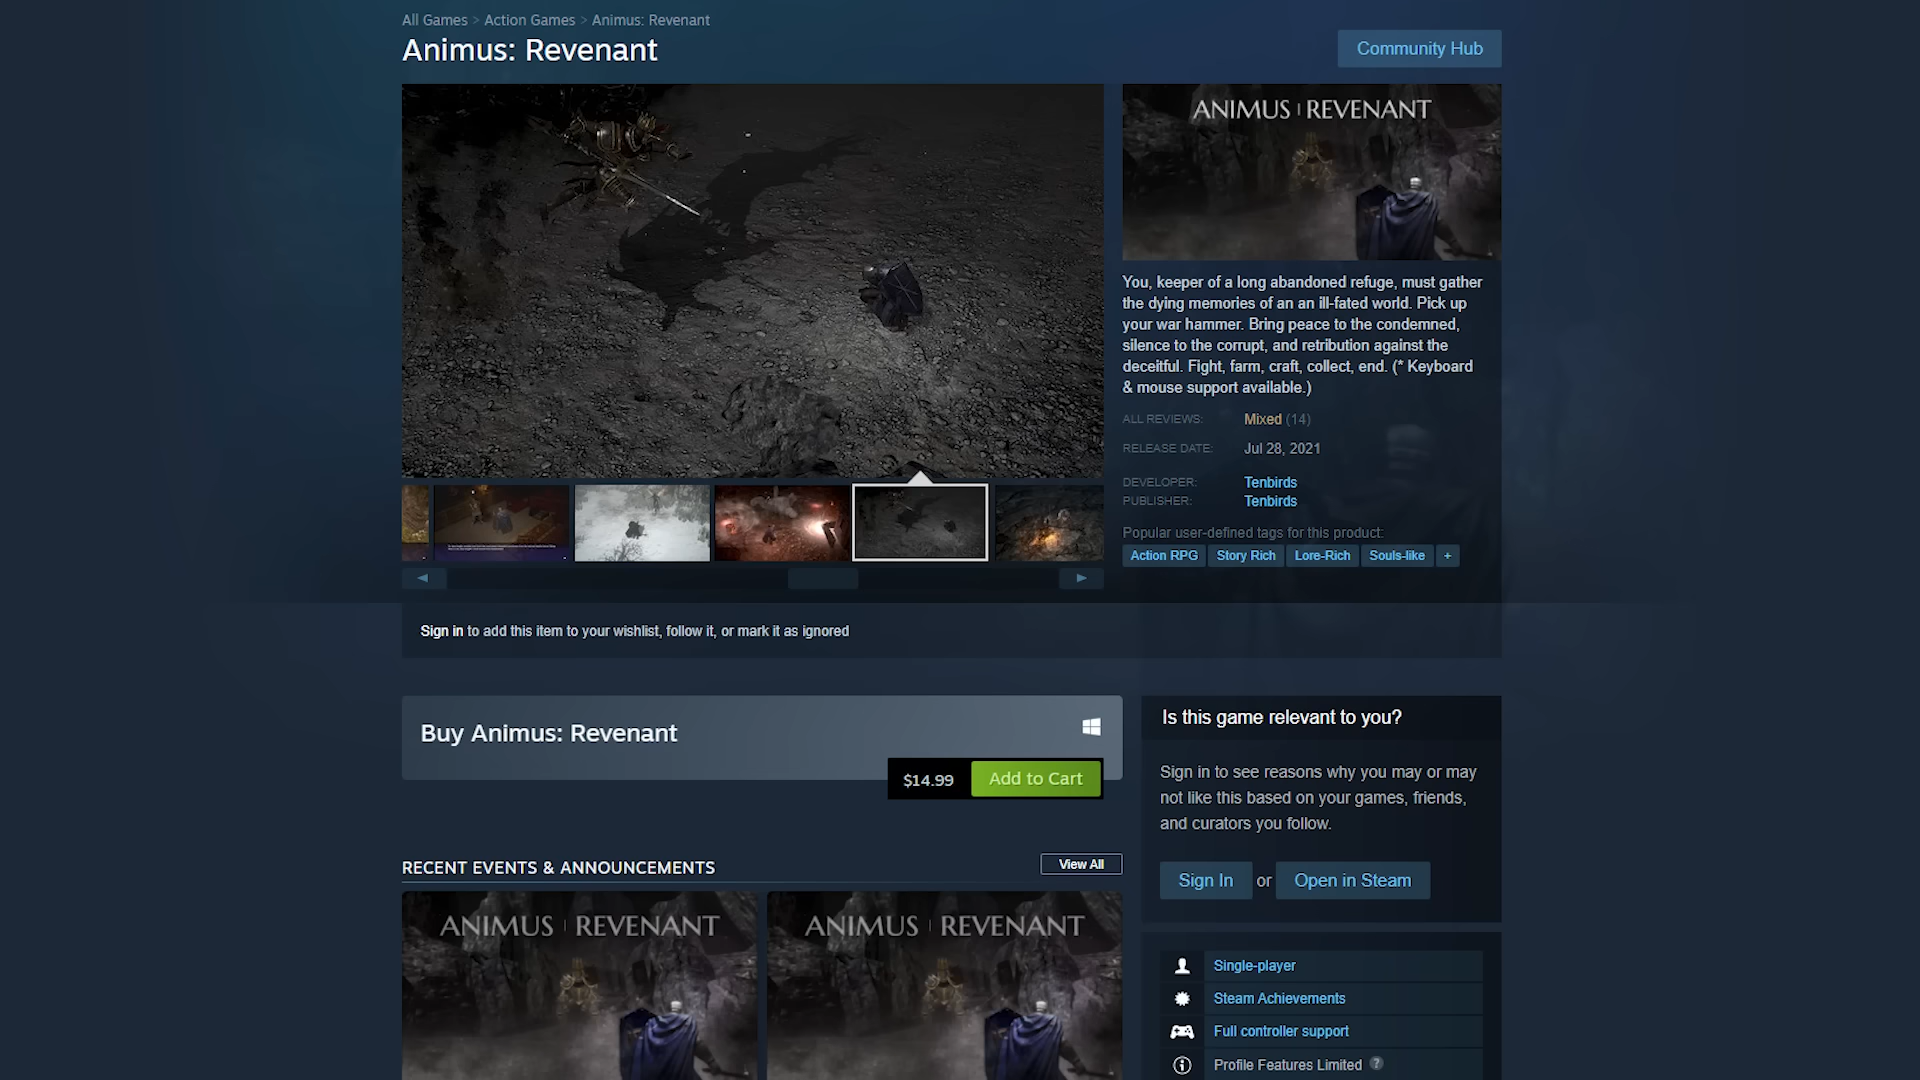 All Games > Action Games > Animus: Revenant
Animus: Revenant
Community Hub
ANIMUS | REVENANT
You, keeper of a long abandoned refuge, must gather
the dying memories of an an ill-fated world. Pick up
your war hammer. Bring peace to the condemned,
silence to the corrupt, and retribution against the
deceitful. Fight, farm, craft, collect, end. (* Keyboard
& mouse support available.)
ALL REVIEWS: Mixed (14)
RELEASE DATE: Jul 28, 2021
DEVELOPER: Tenbirds
PUBLISHER: Tenbirds
Popular user-defined tags for this product:
Action RPG Story Rich Lore-Rich Souls-like +
Sign in to add this item to your wishlist, follow it, or mark it as ignored
Buy Animus: Revenant
$14.99 Add to Cart
Is this game relevant to you?
Sign in to see reasons why you may or may
not like this based on your games, friends,
and curators you follow.
Sign In or Open in Steam
RECENT EVENTS & ANNOUNCEMENTS
View All
ANIMUS | REVENANT
ANIMUS | REVENANT
Single-player
Steam Achievements
Full controller support
Profile Features Limited ?